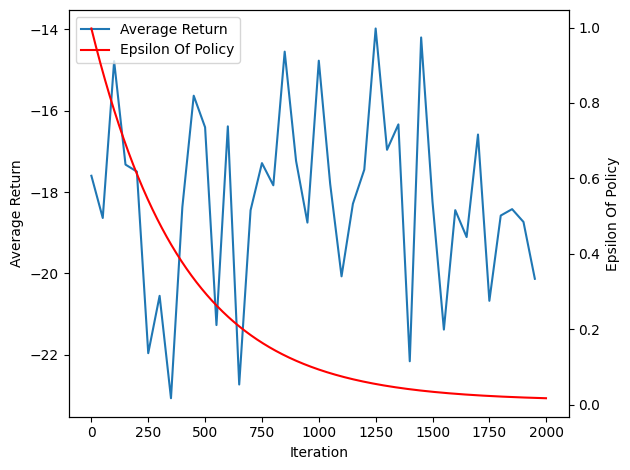 Average Return
Epsilon Of Policy
−14
−16
−18
−20
−22
Average Return
1.0
0.8
0.6
0.4
0.2
0.0
Epsilon Of Policy
0 250 500 750 1000 1250 1500 1750 2000
Iteration